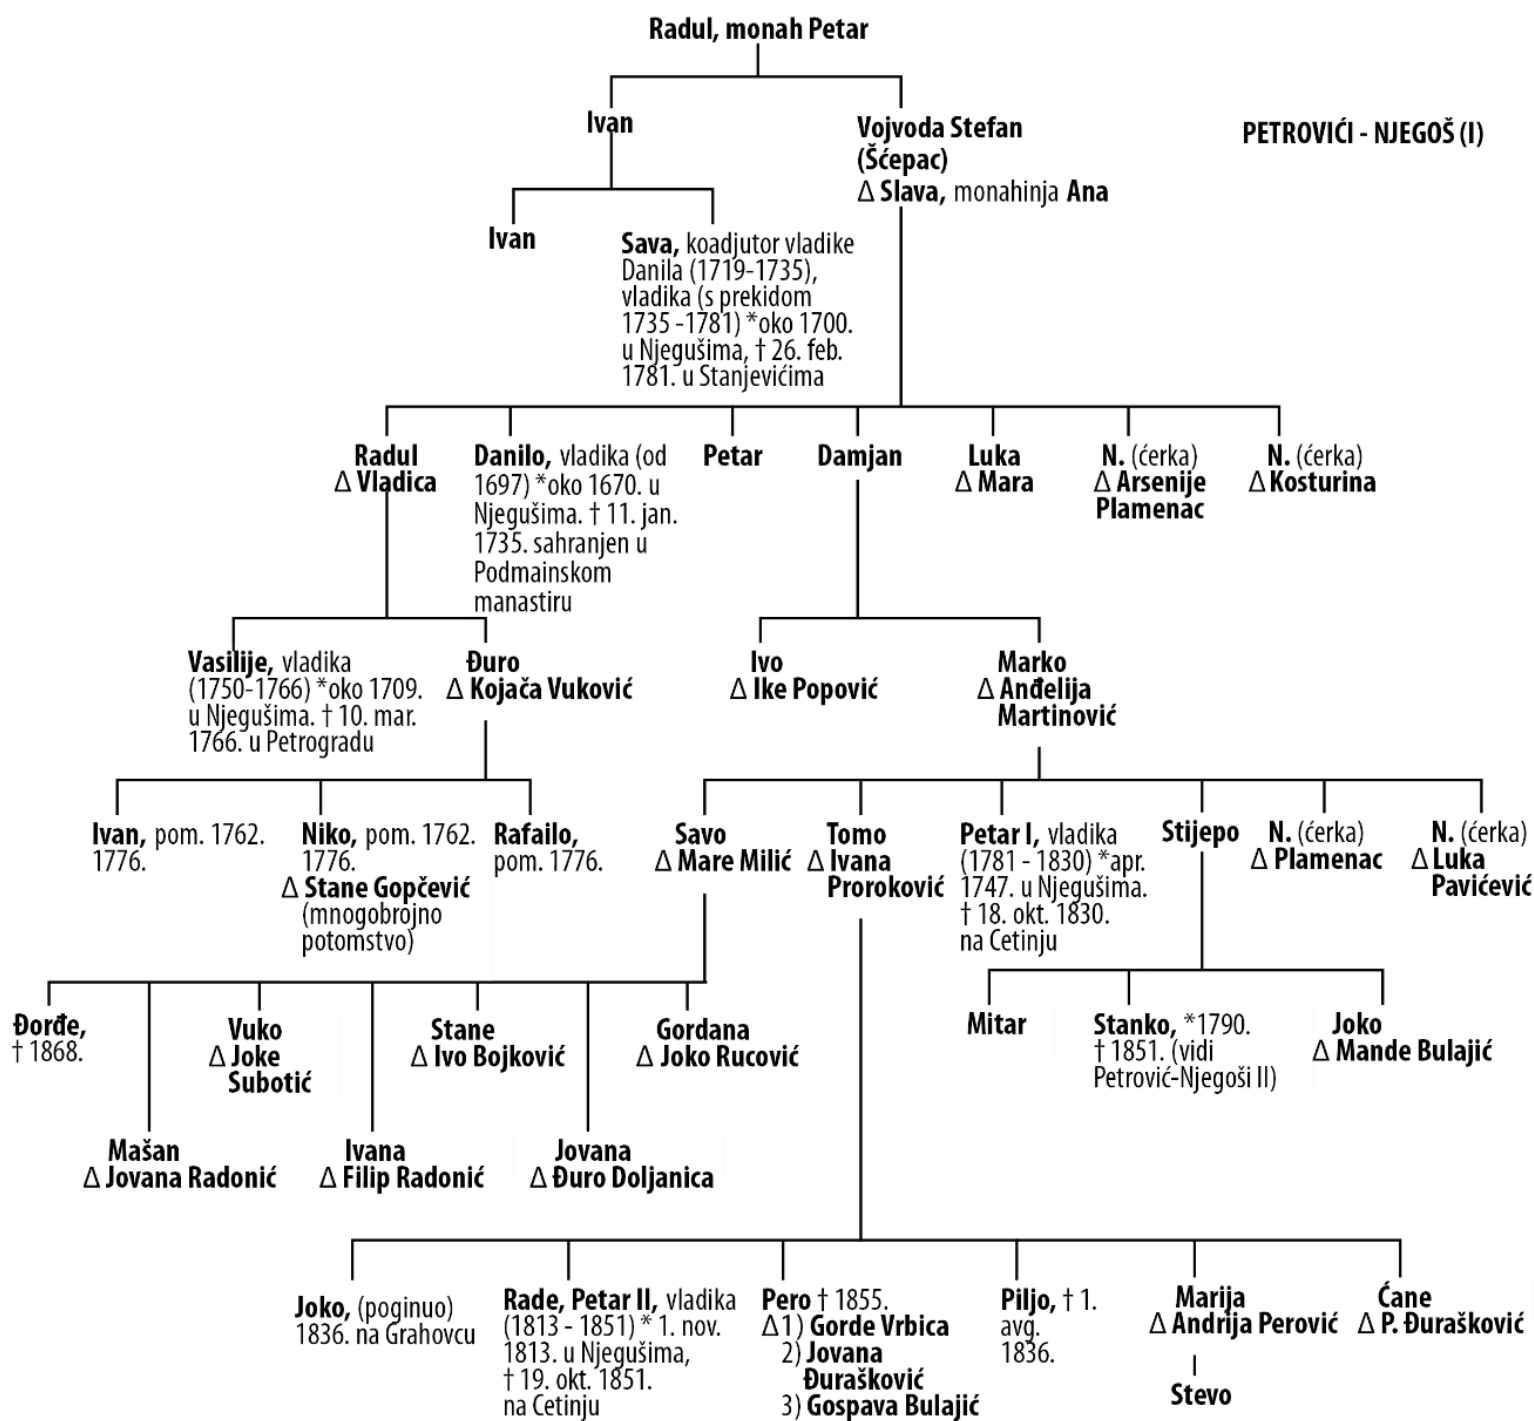 Radul, monah Petar
Ivan
Vojvoda Stefan
(Šćepac)
Δ Slava, monahinja Ana
PETROVIĆI - NJEGOŠ (I)
Ivan
Sava, koadjutor vladike
Danila (1719-1735),
vladika (s prekidom
1735 -1781) *oko 1700.
u Njegušima, † 26. feb.
1781. u Stanjevićima
Radul
Δ Vladica
Danilo, vladika (od
1697) *oko 1670. u
Njegušima. † 11. jan.
1735. sahranjen u
Podmainskom
manastiru
Petar
Damjan
Luka
Δ Mara
N. (ćerka)
Δ Arsenije
Plamenac
N. (ćerka)
Δ Kosturina
Vasilije, vladika
(1750-1766) *oko 1709.
u Njegušima. † 10. mar.
1766. u Petrogradu
Đuro
Δ Kojača Vuković
Ivo
Δ Ike Popović
Marko
Δ Anđelija
Martinović
Ivan, pom. 1762.
1776.
Niko, pom. 1762.
1776.
Δ Stane Gopčević
(mnogobrojno
potomstvo)
Rafailo,
pom. 1776.
Savo
Δ Mare Milić
Tomo
Δ Ivana
Proroković
Petar I, vladika
(1781 - 1830) *apr.
1747. u Njegušima.
† 18. okt. 1830.
na Cetinju
Stijepo
N. (ćerka)
Δ Plamenac
N. (ćerka)
Δ Luka
Pavićević
Đorđe,
† 1868.
Vuko
Δ Joke
Subotić
Stane
Δ Ivo Bojković
Gordana
Δ Joko Rucović
Mitar
Stanko, *1790.
† 1851. (vidi
Petrović-Njegoši II)
Joko
Δ Mande Bulajić
Mašan
Δ Jovana Radonić
Ivana
Δ Filip Radonić
Jovana
Δ Đuro Doljanica
Joko, (poginuo)
1836. na Grahovcu
Rade, Petar II, vladika
(1813 - 1851) * 1. nov.
1813. u Njegušima,
† 19. okt. 1851.
na Cetinju
Pero † 1855.
Δ 1) Gorde Vrbica
2) Jovana
Đurašković
3) Gospava Bulajić
Piljo, † 1.
avg.
1836.
Marija
Δ Andrija Perović
Stevo
Ćane
Δ P. Đurašković